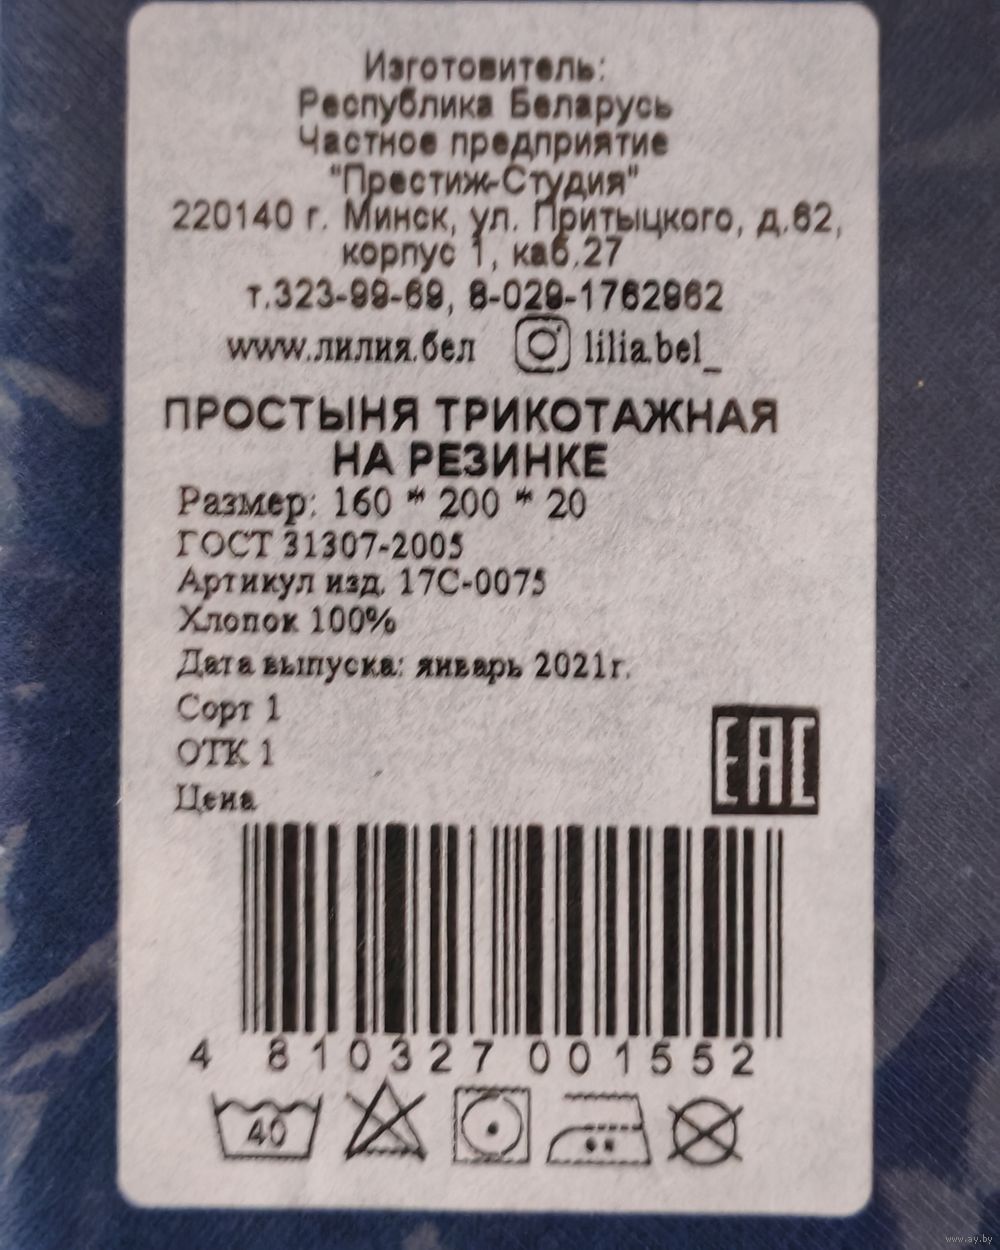 Изготовитель:
Республика Беларусь
Частное предприятие
"Престиж-Студия"
220140 г. Минск, ул. Притыцкого, д.62,
корпус 1, каб.27
т.323-99-69, 8-029-1762962
www.лилия.бел lilia.bel_
ПРОСТЫНЯ ТРИКОТАЖНАЯ
НА РЕЗИНКЕ
Размер: 160 * 200 * 20
ГОСТ 31307-2005
Артикул изд. 17С-0075
Хлопок 100%
Дата выпуска: январь 2021г.
Сорт 1
ОТК 1
Цена
EAC
4 810327 001552
40
www.ay.by